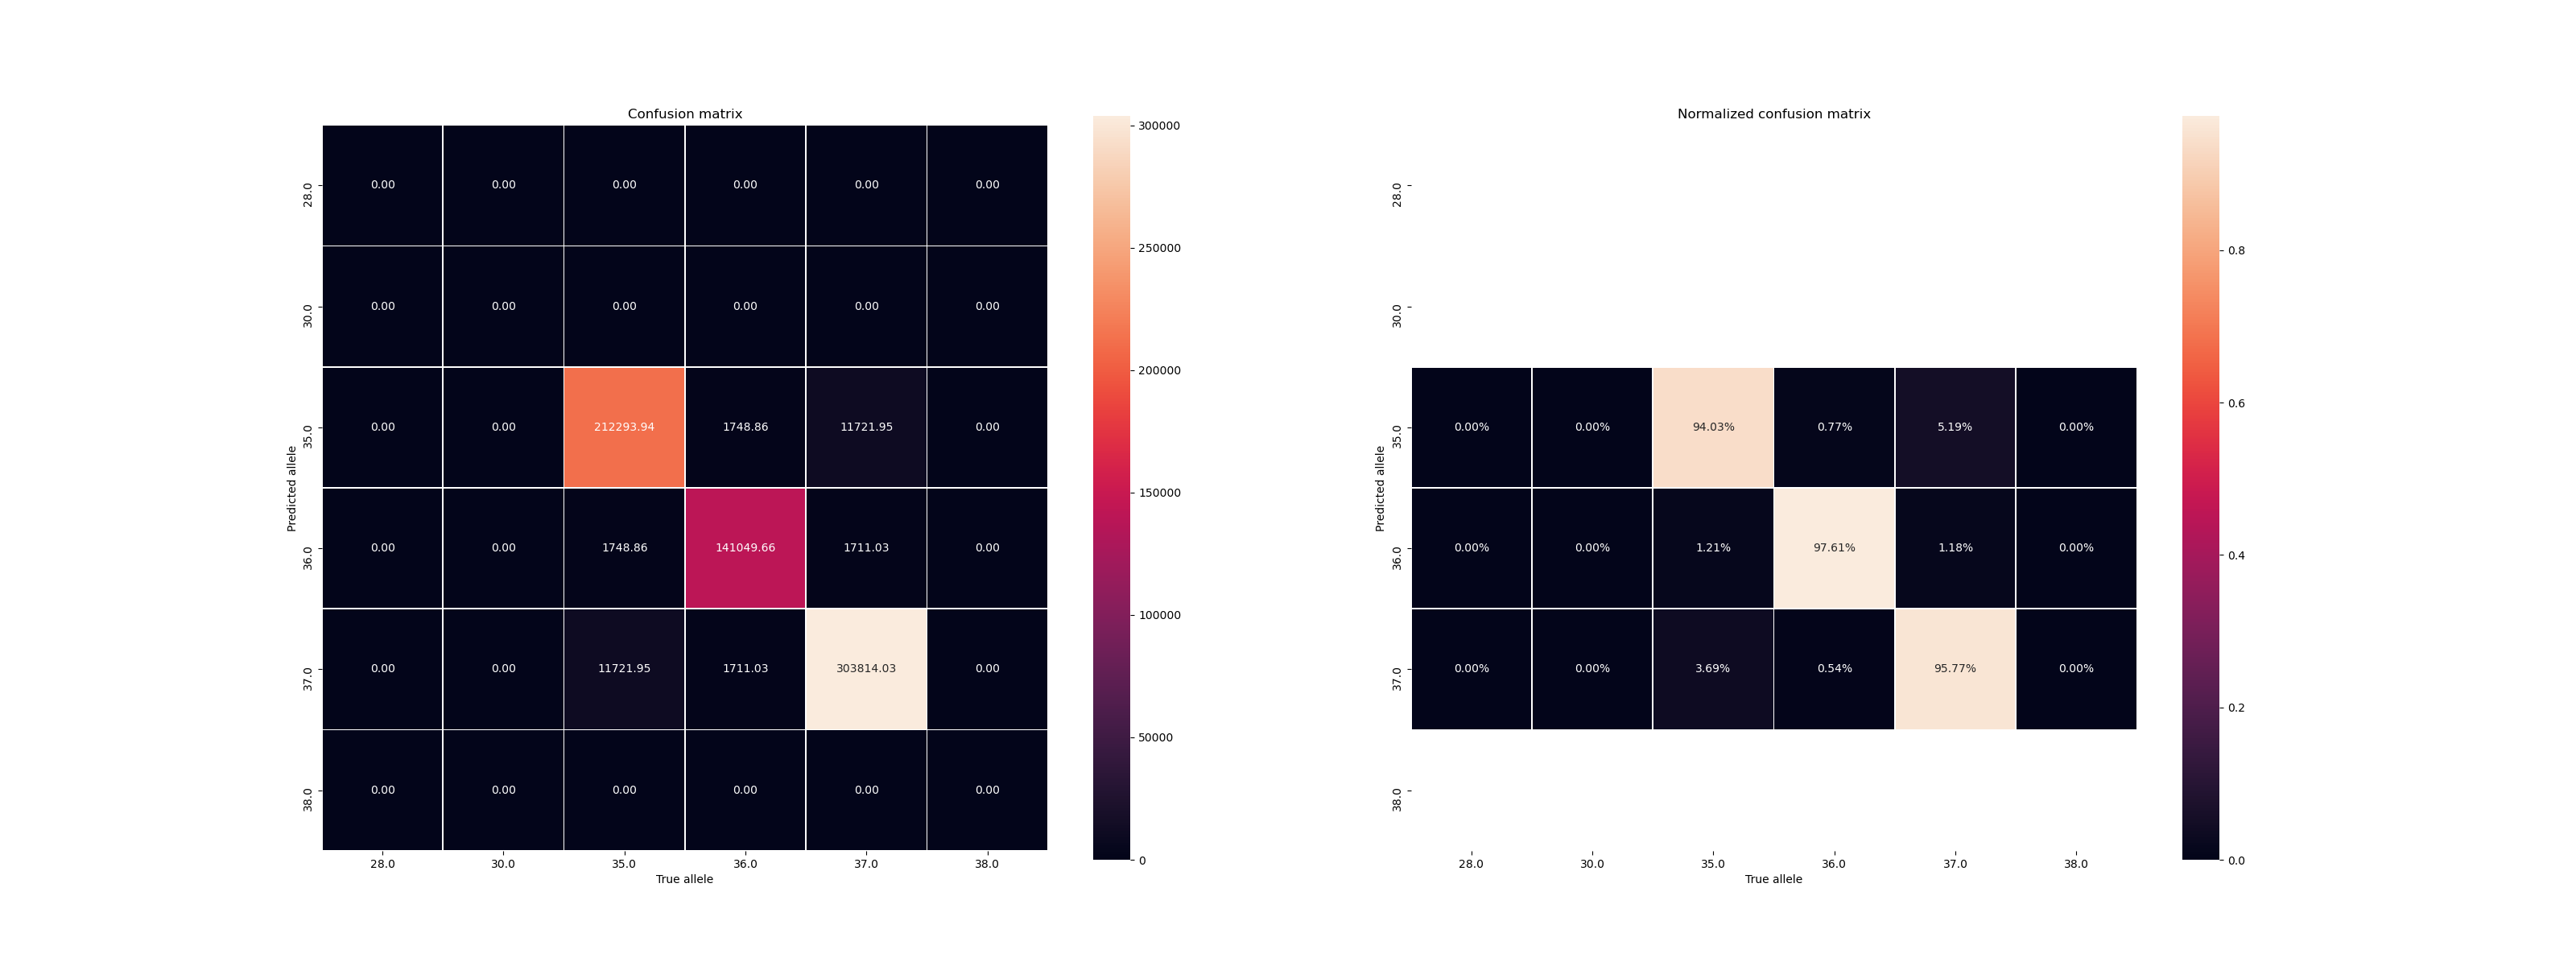 Confusion matrix
28.0 0.00 0.00 0.00 0.00 0.00 0.00
30.0 0.00 0.00 0.00 0.00 0.00 0.00
35.0 0.00 0.00 212293.94 1748.86 11721.95 0.00
36.0 0.00 0.00 1748.86 141049.66 1711.03 0.00
37.0 0.00 0.00 11721.95 1711.03 303814.03 0.00
38.0 0.00 0.00 0.00 0.00 0.00 0.00
Predicted allele
28.0 30.0 35.0 36.0 37.0 38.0
True allele
300000
250000
200000
150000
100000
50000
0
Normalized confusion matrix
28.0
30.0
35.0 0.00% 0.00% 94.03% 0.77% 5.19% 0.00%
36.0 0.00% 0.00% 1.21% 97.61% 1.18% 0.00%
37.0 0.00% 0.00% 3.69% 0.54% 95.77% 0.00%
38.0
Predicted allele
28.0 30.0 35.0 36.0 37.0 38.0
True allele
0.8
0.6
0.4
0.2
0.0